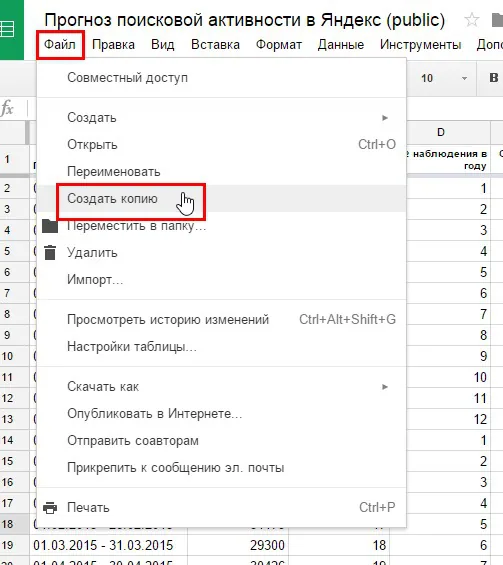 Прогноз поисковой активности в Яндекс (public)
Файл Правка Вид Вставка Формат Данные Инструменты
10 B
fx
Совместный доступ
Создать
Открыть Ctrl+O
Переименовать
Создать копию
Переместить в папку...
Удалить
Импорт...
Просмотреть историю изменений Ctrl+Alt+Shift+G
Настройки таблицы...
Скачать как
Опубликовать в Интернете...
Отправить соавторам
Прикрепить к сообщению эл. почты
Печать Ctrl+P
D
1 наблюдения в
году
2 1
3 2
4 3
5 4
6 5
7 6
8 7
9 8
10 9
11 10
12 11
13 12
14 1
15 2
16 3
17 4
18 5
19 01.03.2015 - 31.03.2015 29300 18 6